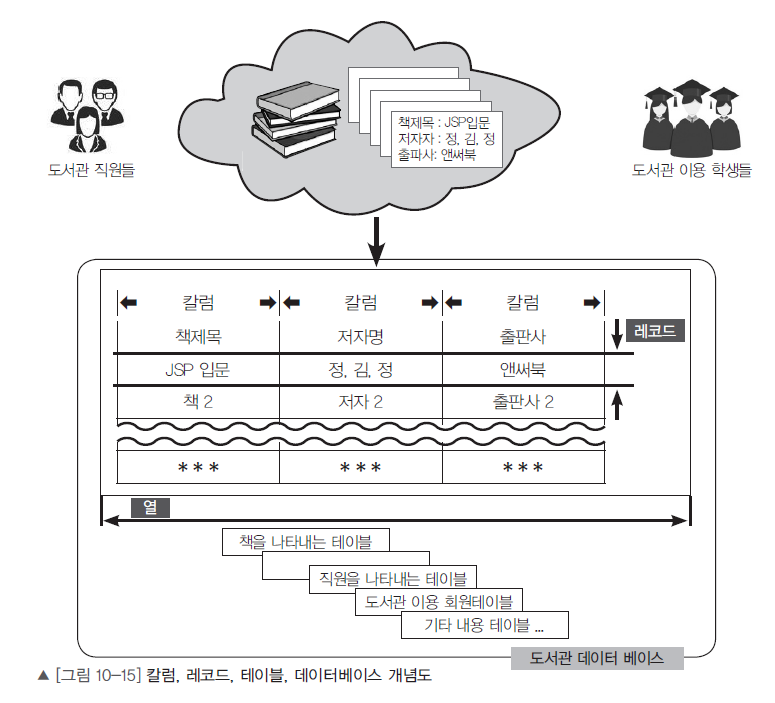 책제목 : JSP입문
저자자 : 정, 김, 정
출파사: 앤써북
도서관 직원들
도서관 이용 학생들
칼럼 칼럼 칼럼
책제목 저자명 출판사
레코드
JSP 입문 정, 김, 정 앤써북
책 2 저자 2 출판사 2
*** *** ***
열
책을 나타내는 테이블
직원을 나타내는 테이블
도서관 이용 회원테이블
기타 내용 테이블 ...
도서관 데이터 베이스
▲ [그림 10-15] 칼럼, 레코드, 테이블, 데이터베이스 개념도